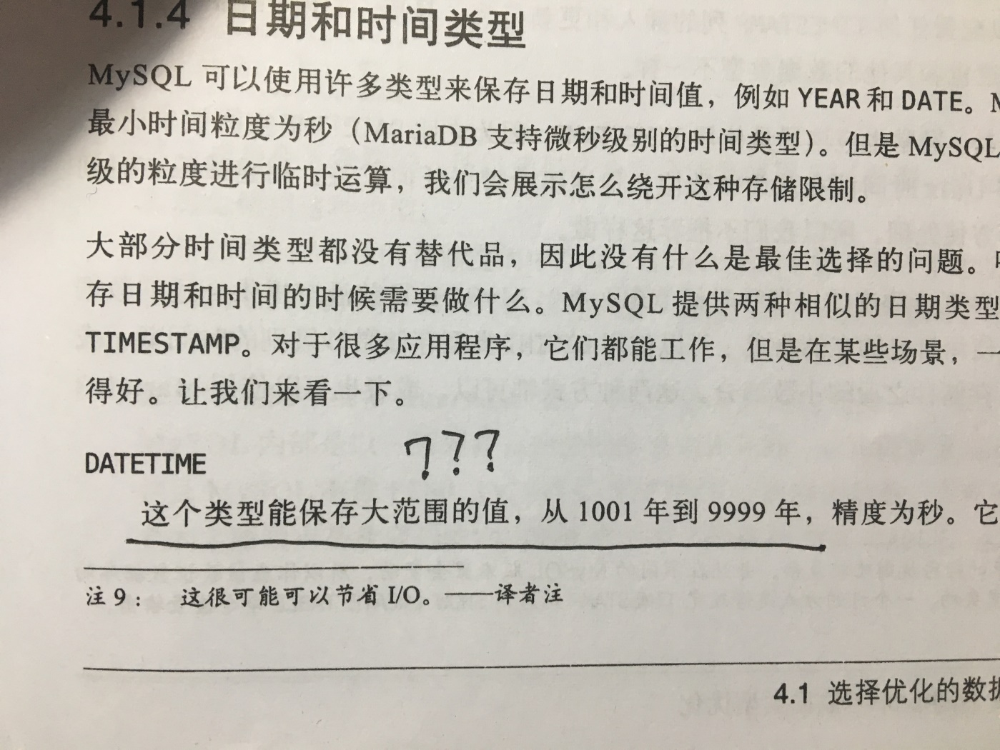 4.1.4 日期和时间类型
MySQL 可以使用许多类型来保存日期和时间值，例如 YEAR 和 DATE。M
最小时间粒度为秒（MariaDB 支持微秒级别的时间类型）。但是 MySQL
级的粒度进行临时运算，我们会展示怎么绕开这种存储限制。
大部分时间类型都没有替代品，因此没有什么是最佳选择的问题。
存日期和时间的时候需要做什么。MySQL 提供两种相似的日期类型
TIMESTAMP。对于很多应用程序，它们都能工作，但是在某些场景，一
得好。让我们来看一下。
???
DATETIME
这个类型能保存大范围的值，从 1001 年到 9999 年，精度为秒。它
注 9： 这很可能可以节省 I/O。——译者注
4.1 选择优化的数据